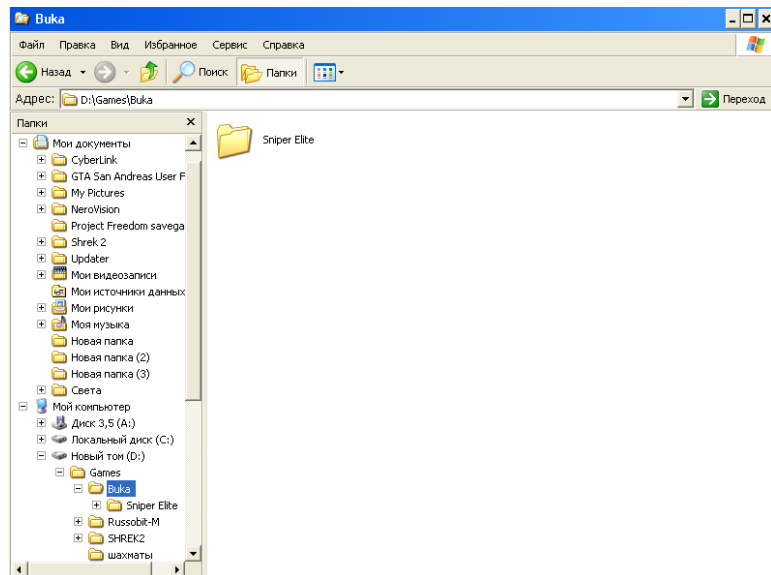 Buka
Файл Правка Вид Избранное Сервис Справка
Назад Поиск Папки
Адрес: D:\Games\Buka Переход
Папки
Мои документы
CyberLink
GTA San Andreas User F
My Pictures
NeroVision
Project Freedom savega
Shrek 2
Updater
Мои видеозаписи
Мои источники данных
Мои рисунки
Моя музыка
Новая папка
Новая папка (2)
Новая папка (3)
Света
Мой компьютер
Диск 3,5 (A:)
Локальный диск (C:)
Новый том (D:)
Games
Buka
Sniper Elite
Russobit-M
SHREK2
шахматы
Sniper Elite